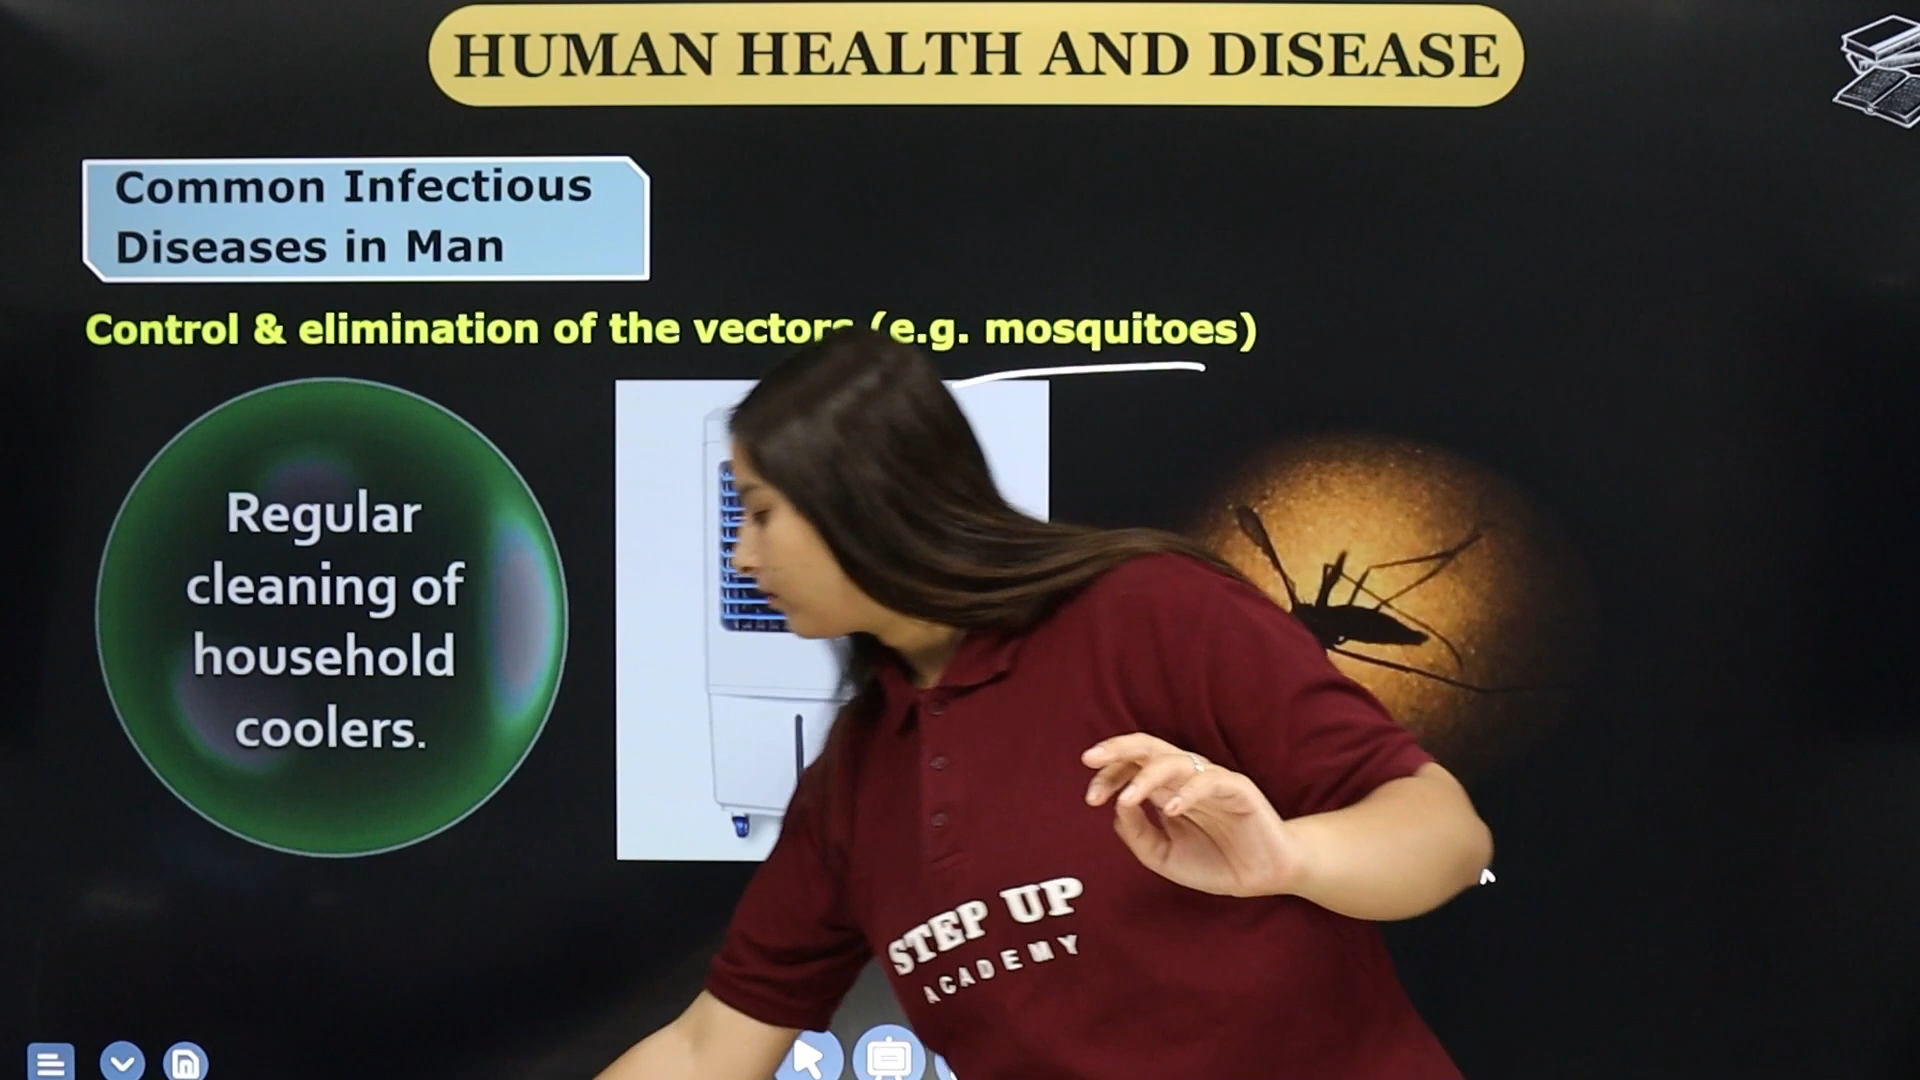 HUMAN HEALTH AND DISEASE
Common Infectious
Diseases in Man
Control & elimination of the vectors (e.g. mosquitoes)
Regular
cleaning of
household
coolers.
STEP UP
ACADEMY